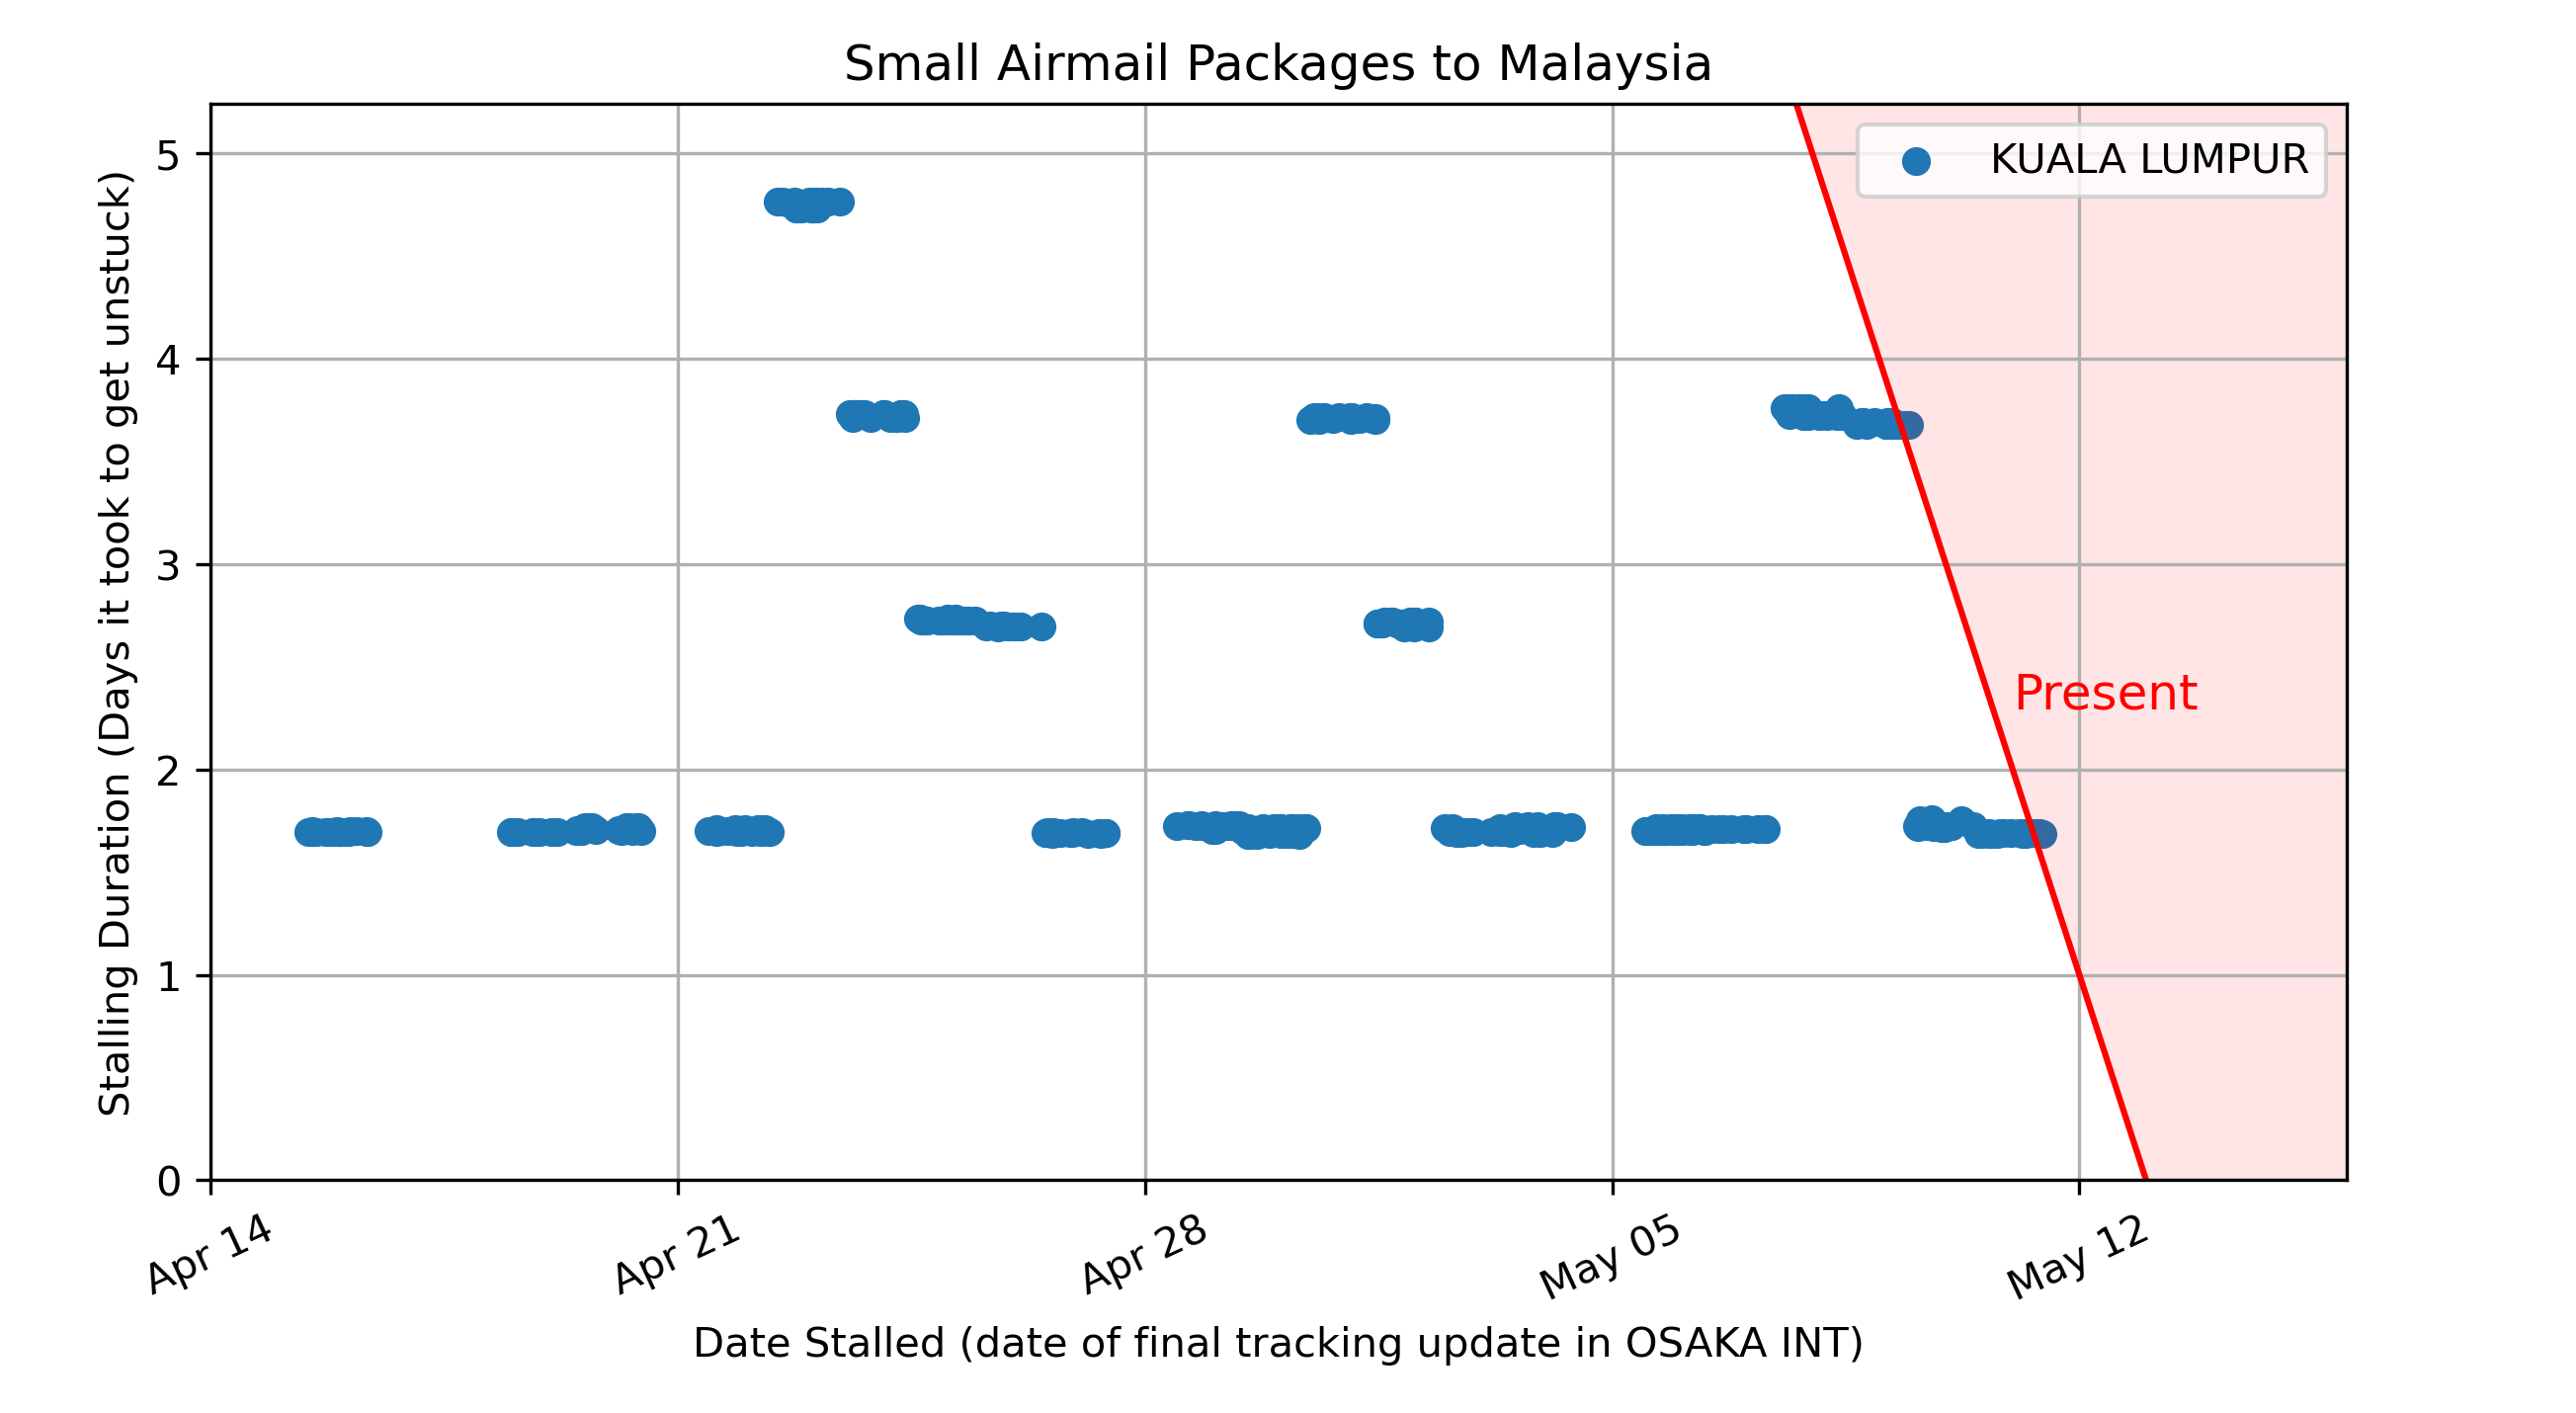 Small Airmail Packages to Malaysia
KUALA LUMPUR
Present
Stalling Duration (Days it took to get unstuck)
5
4
3
2
1
0
Apr 14
Apr 21
Apr 28
May 05
May 12
Date Stalled (date of final tracking update in OSAKA INT)